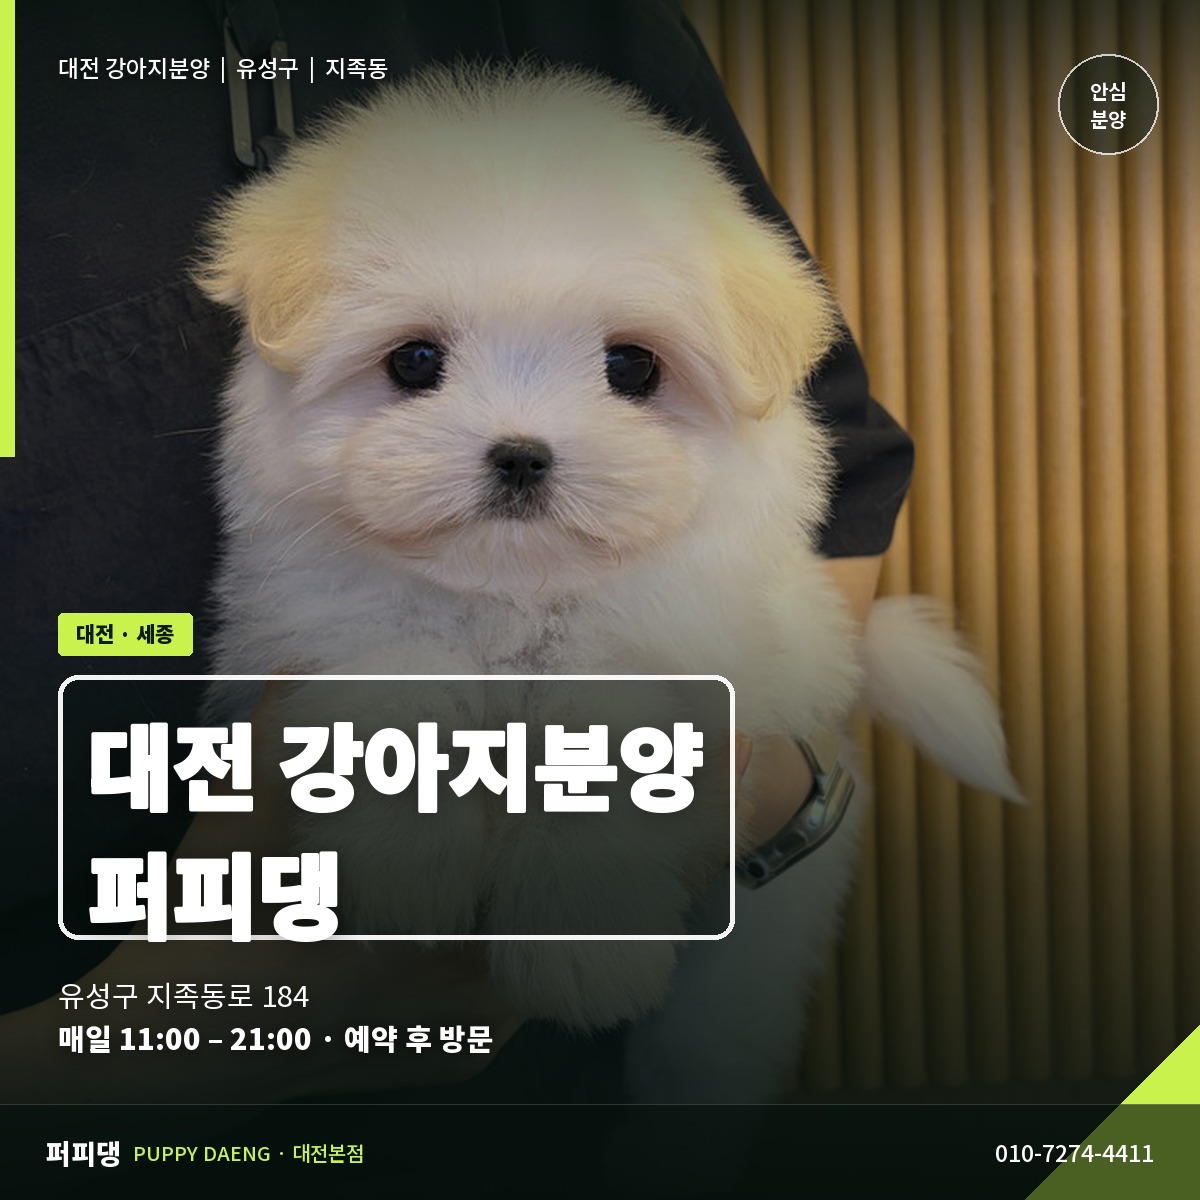 대전 강아지분양 | 유성구 | 지족동
안심
분양
대전 · 세종
대전 강아지분양
퍼피댕
유성구 지족동로 184
매일 11:00 – 21:00 · 예약 후 방문
퍼피댕 PUPPY DAENG · 대전본점
010-7274-4411